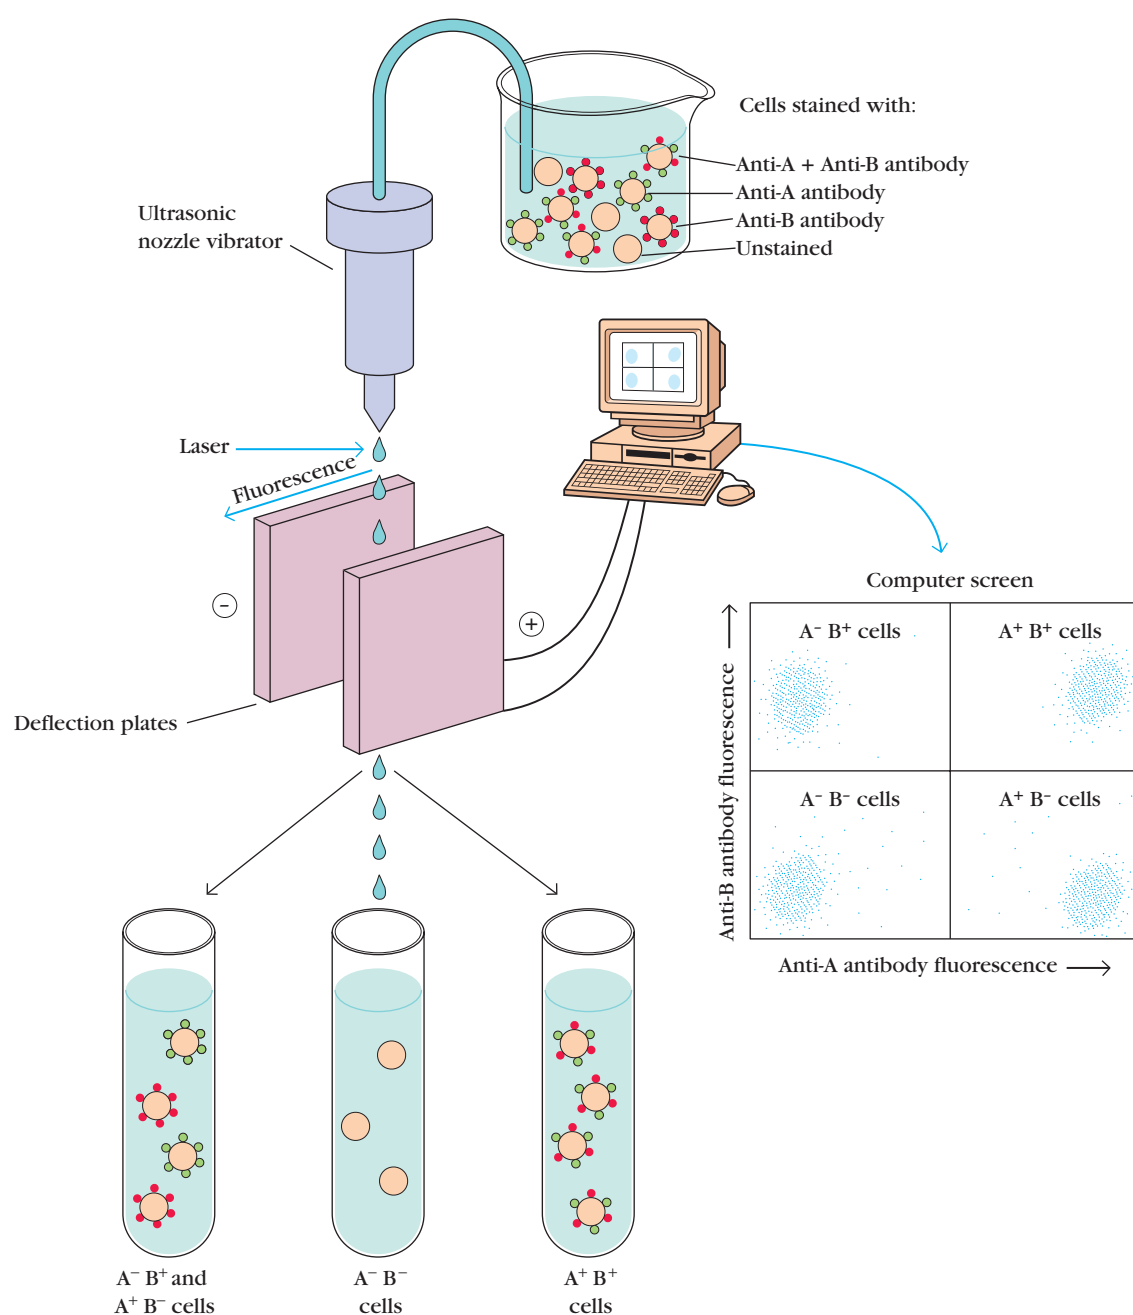 Cells stained with:
Anti-A + Anti-B antibody
Anti-A antibody
Anti-B antibody
Unstained
Ultrasonic
nozzle vibrator
Laser
Fluorescence
−
+
Deflection plates
Computer screen
A⁻ B⁺ cells
A⁺ B⁺ cells
A⁻ B⁻ cells
A⁺ B⁻ cells
Anti-B antibody fluorescence
Anti-A antibody fluorescence
A⁻ B⁺ and
A⁺ B⁻ cells
A⁻ B⁻
cells
A⁺ B⁺
cells